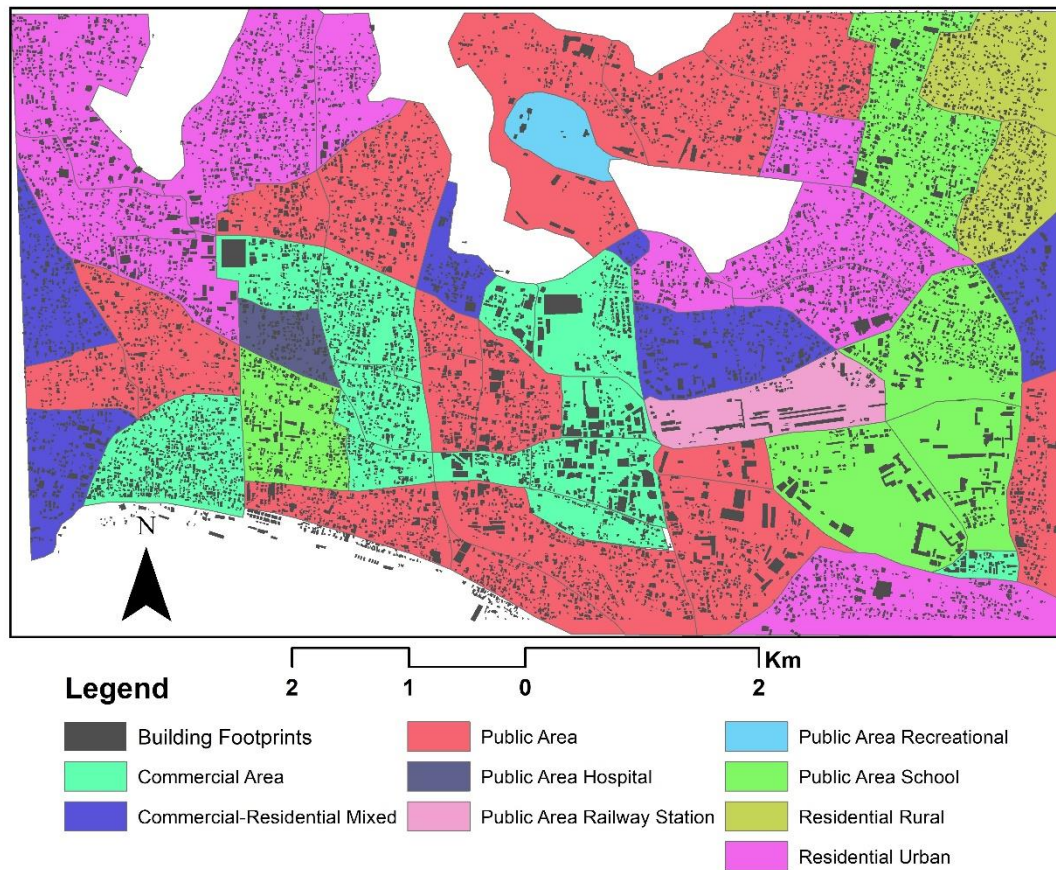 N
Km
2 1 0 2
Legend
Building Footprints
Commercial Area
Commercial-Residential Mixed
Public Area
Public Area Hospital
Public Area Railway Station
Public Area Recreational
Public Area School
Residential Rural
Residential Urban